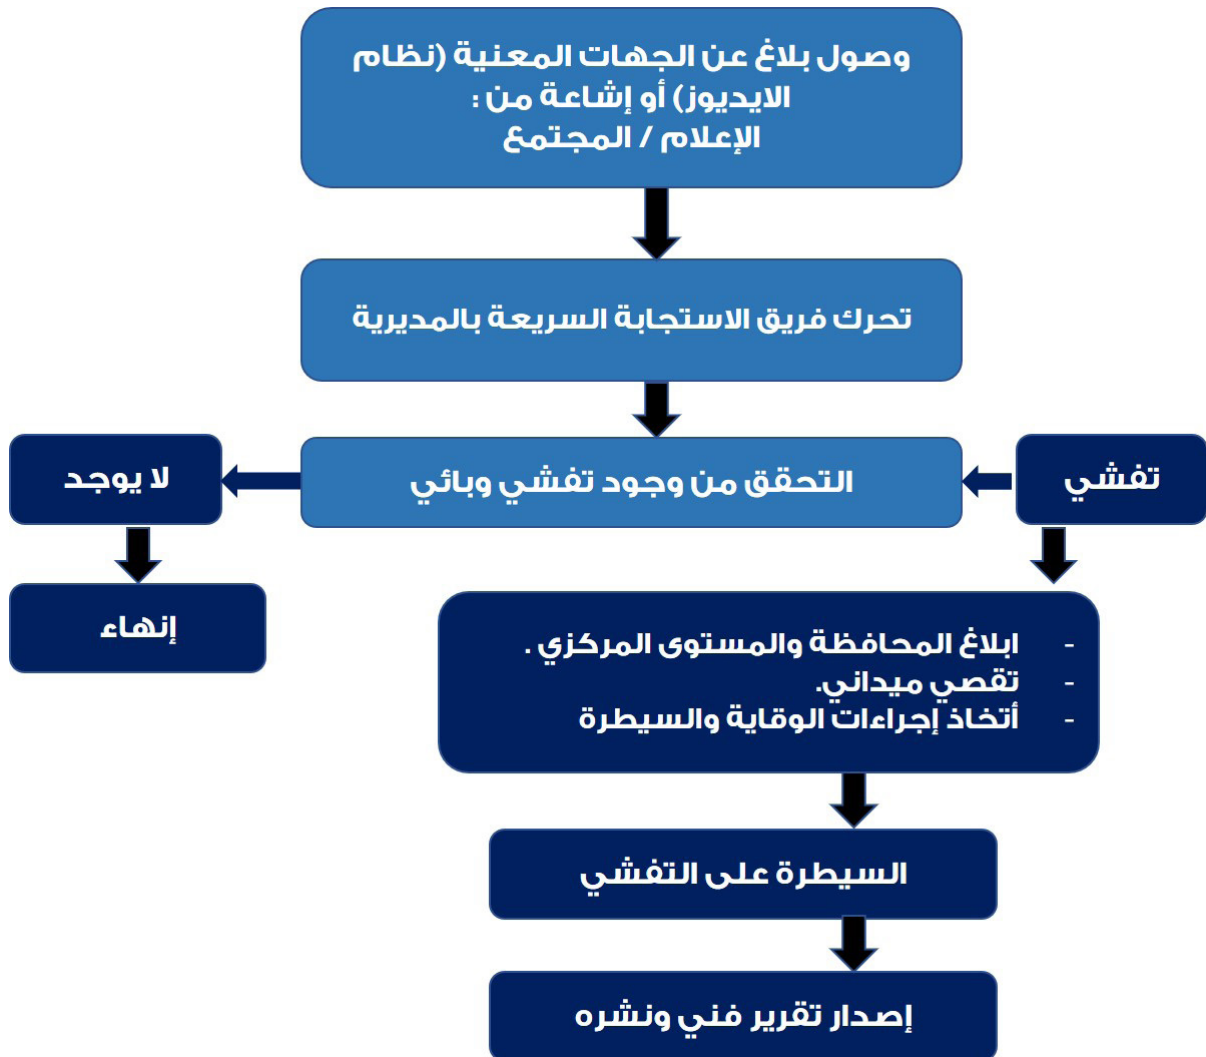 وصول بلاغ عن الجهات المعنية (نظام
الايديوز) أو إشاعة من :
الإعلام / المجتمع
تحرك فريق الاستجابة السريعة بالمديرية
تفشي
التحقق من وجود تفشي وبائي
لا يوجد
إنهاء
- ابلاغ المحافظة والمستوى المركزي .
- تقصي ميداني.
- أتخاذ إجراءات الوقاية والسيطرة
السيطرة على التفشي
إصدار تقرير فني ونشره